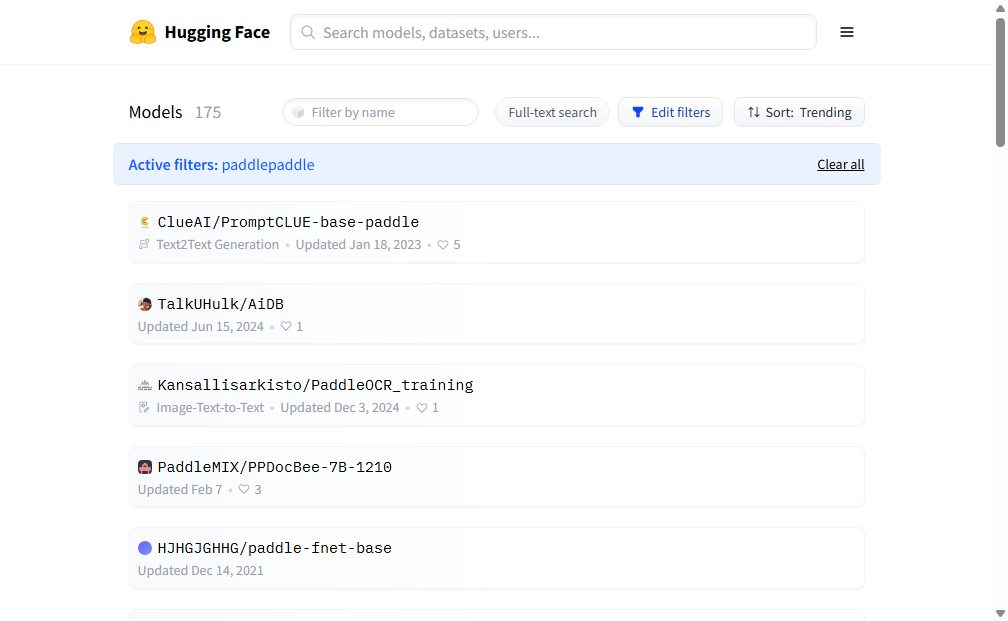 Hugging Face
Search models, datasets, users...
Models 175
Filter by name
Full-text search
Edit filters
Sort: Trending
Active filters: paddlepaddle
Clear all
ClueAI/PromptCLUE-base-paddle
Text2Text Generation • Updated Jan 18, 2023 • 5
TalkUHulk/AiDB
Updated Jun 15, 2024 • 1
Kansallisarkisto/PaddleOCR_training
Image-Text-to-Text • Updated Dec 3, 2024 • 1
PaddleMIX/PPDocBee-7B-1210
Updated Feb 7 • 3
HJHGJGHHG/paddle-fnet-base
Updated Dec 14, 2021